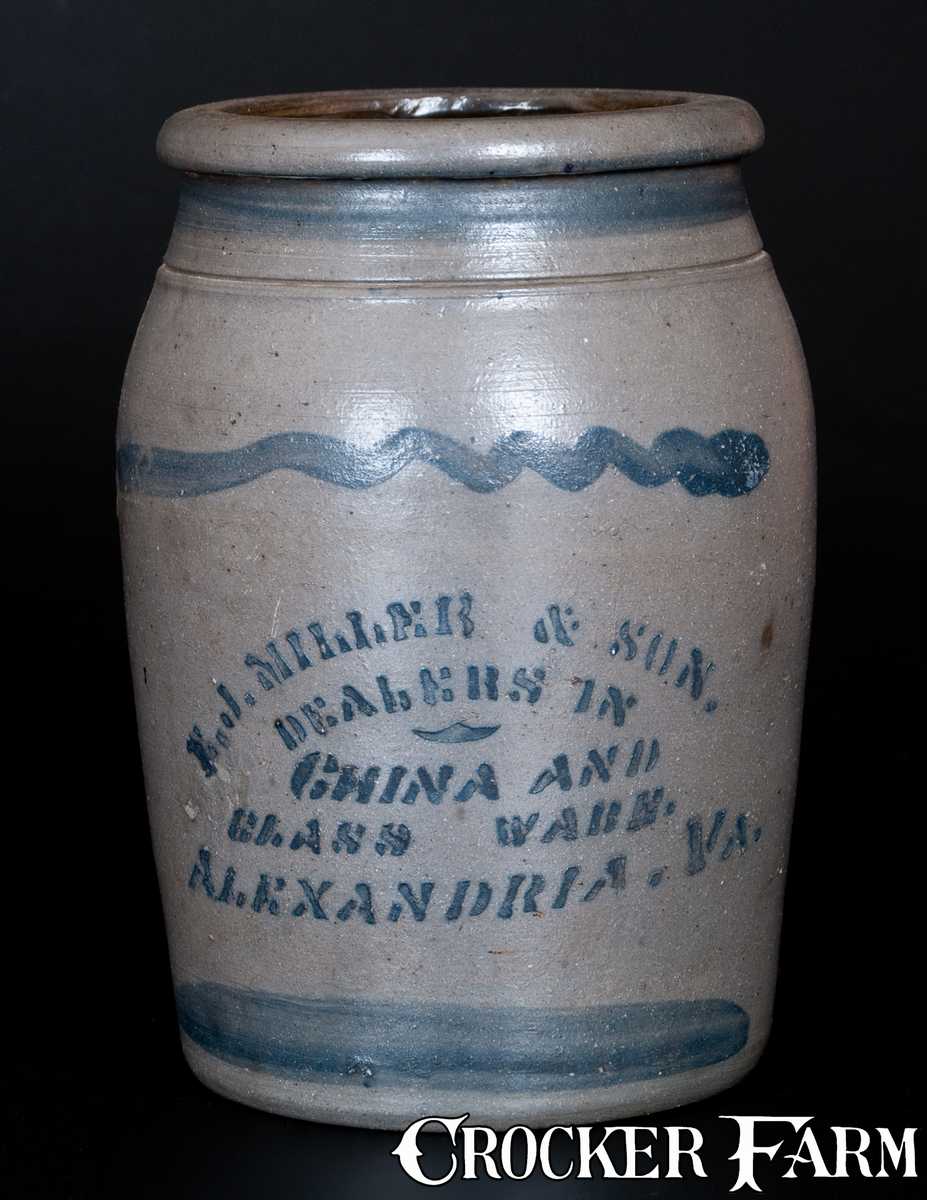 E.J. MILLER & SON,
DEALERS IN
CHINA AND
GLASS WARE.
ALEXANDRIA. VA.
CROCKER FARM